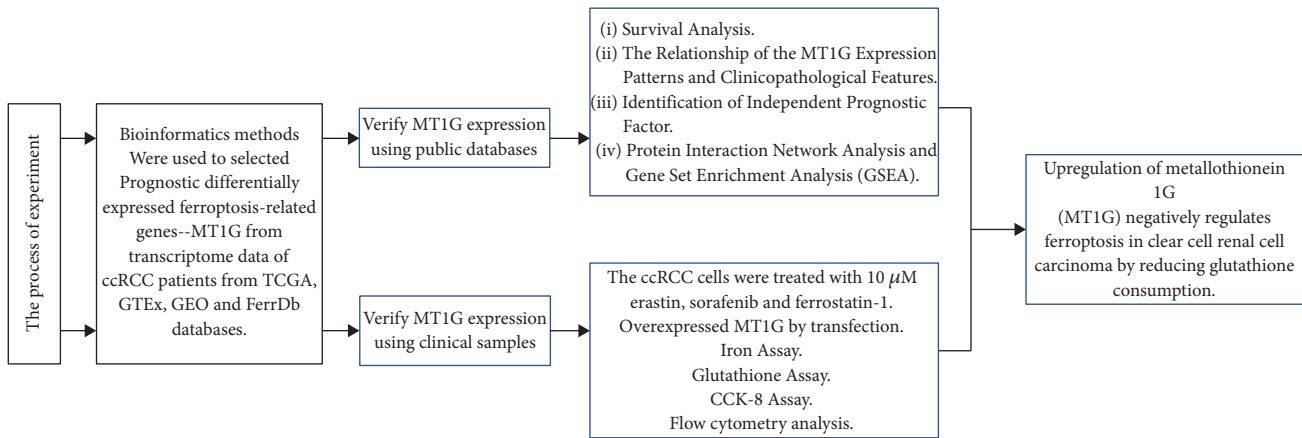 The process of experiment
Bioinformatics methods
Were used to selected
Prognostic differentially
expressed ferroptosis-related
genes--MT1G from
transcriptome data of
ccRCC patients from TCGA,
GTEx, GEO and FerrDb
databases.
Verify MT1G expression
using public databases
Verify MT1G expression
using clinical samples
(i) Survival Analysis.
(ii) The Relationship of the MT1G Expression
Patterns and Clinicopathological Features.
(iii) Identification of Independent Prognostic
Factor.
(iv) Protein Interaction Network Analysis and
Gene Set Enrichment Analysis (GSEA).
The ccRCC cells were treated with 10 μM
erastin, sorafenib and ferrostatin-1.
Overexpressed MT1G by transfection.
Iron Assay.
Glutathione Assay.
CCK-8 Assay.
Flow cytometry analysis.
Upregulation of metallothionein
1G
(MT1G) negatively regulates
ferroptosis in clear cell renal cell
carcinoma by reducing glutathione
consumption.